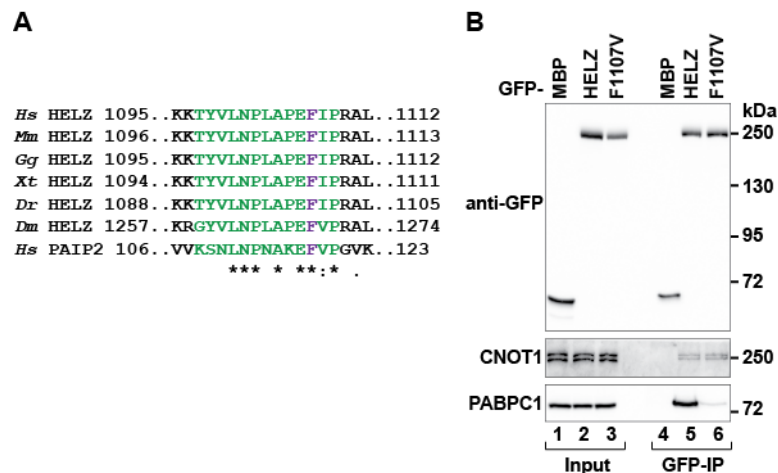 A
Hs HELZ 1095..KKTYVLNPLAPEFIPRAL..1112
Mm HELZ 1096..KKTYVLNPLAPEFIPRAL..1113
Gg HELZ 1095..KKTYVLNPLAPEFIPRAL..1112
Xt HELZ 1094..KKTYVLNPLAPEFIPRAL..1111
Dr HELZ 1088..KKTYVLNPLAPEFIPRAL..1105
Dm HELZ 1257..KRGYVLNPLAPEFVPRAL..1274
Hs PAIP2 106..VVKSNLNPNAKEFVPGVK..123
*** * **:* .
B
GFP- MBP HELZ F1107V MBP HELZ F1107V
kDa
250
130
anti-GFP
95
72
CNOT1 250
PABPC1 72
1 2 3 4 5 6
Input GFP-IP